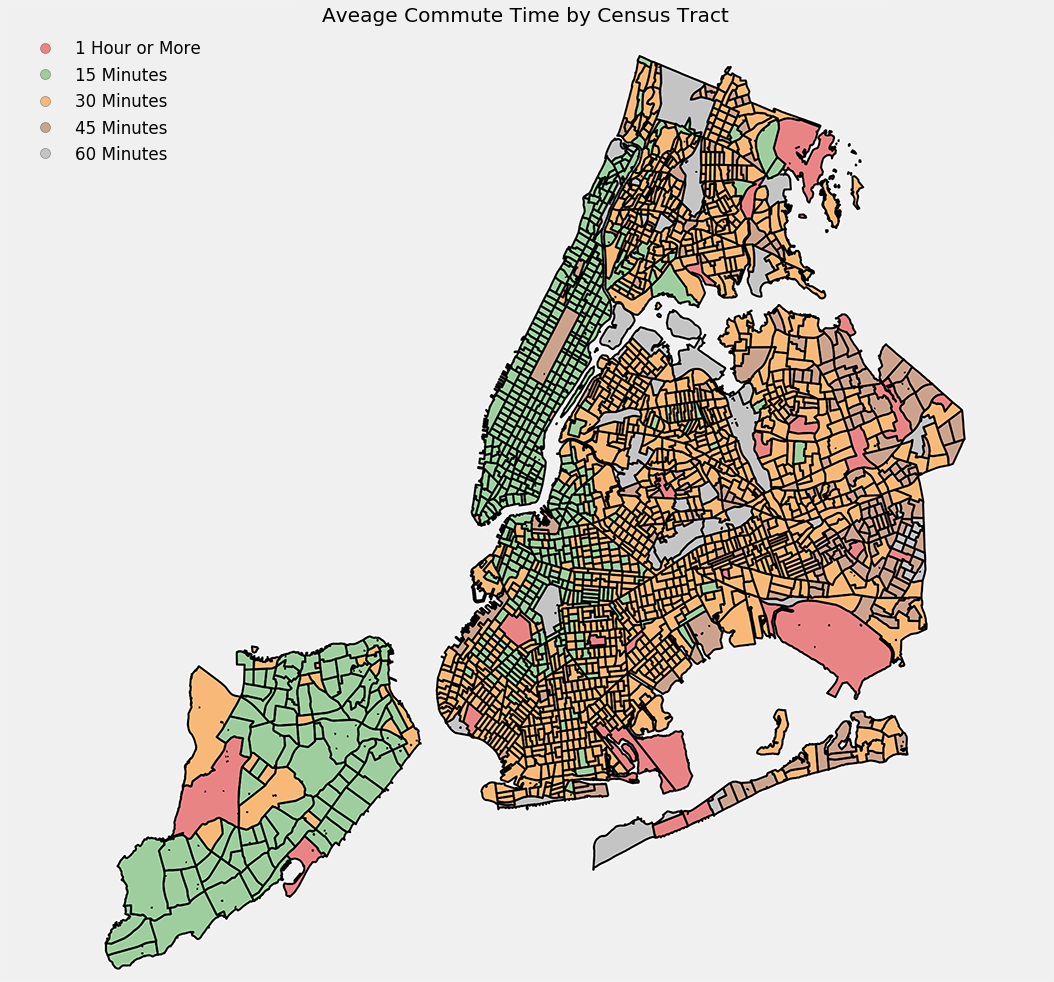 Aveage Commute Time by Census Tract
1 Hour or More
15 Minutes
30 Minutes
45 Minutes
60 Minutes